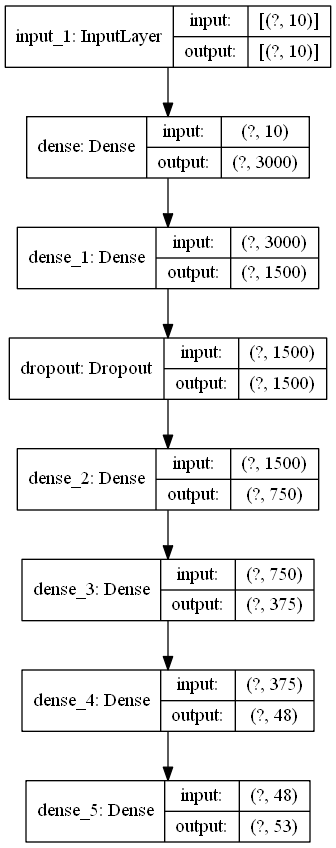 input_1: InputLayer
input: [(?, 10)]
output: [(?, 10)]
dense: Dense
input: (?, 10)
output: (?, 3000)
dense_1: Dense
input: (?, 3000)
output: (?, 1500)
dropout: Dropout
input: (?, 1500)
output: (?, 1500)
dense_2: Dense
input: (?, 1500)
output: (?, 750)
dense_3: Dense
input: (?, 750)
output: (?, 375)
dense_4: Dense
input: (?, 375)
output: (?, 48)
dense_5: Dense
input: (?, 48)
output: (?, 53)